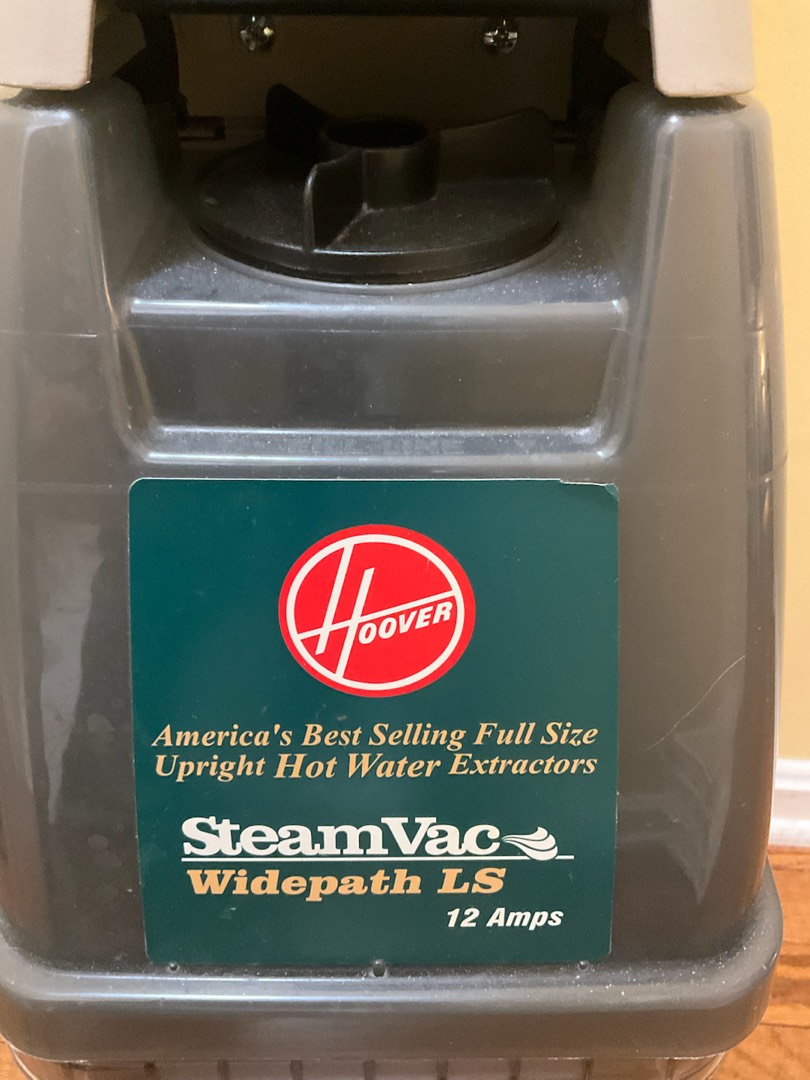 HOOVER
America's Best Selling Full Size
Upright Hot Water Extractors
SteamVac
Widepath LS
12 Amps